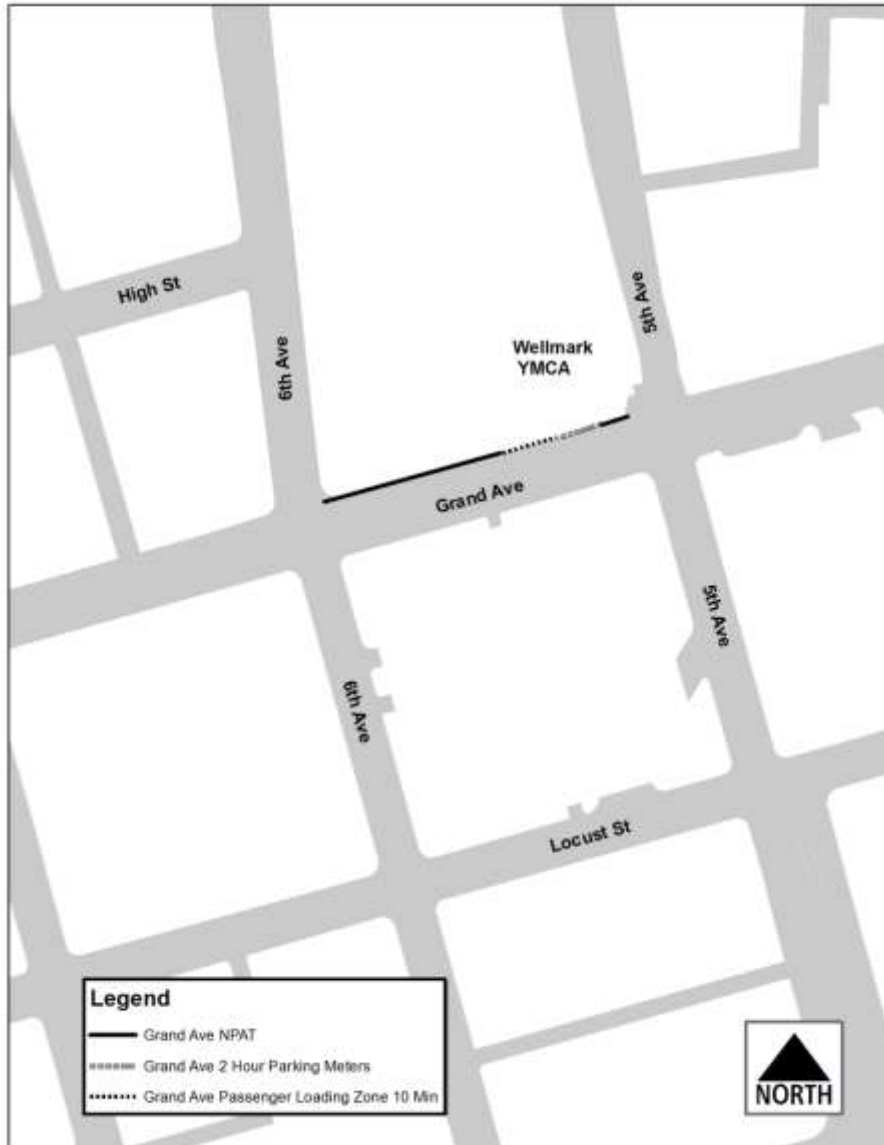 High St
6th Ave
5th Ave
Wellmark
YMCA
Grand Ave
5th Ave
6th Ave
Locust St
Legend
Grand Ave NPAT
Grand Ave 2 Hour Parking Meters
Grand Ave Passenger Loading Zone 10 Min
NORTH